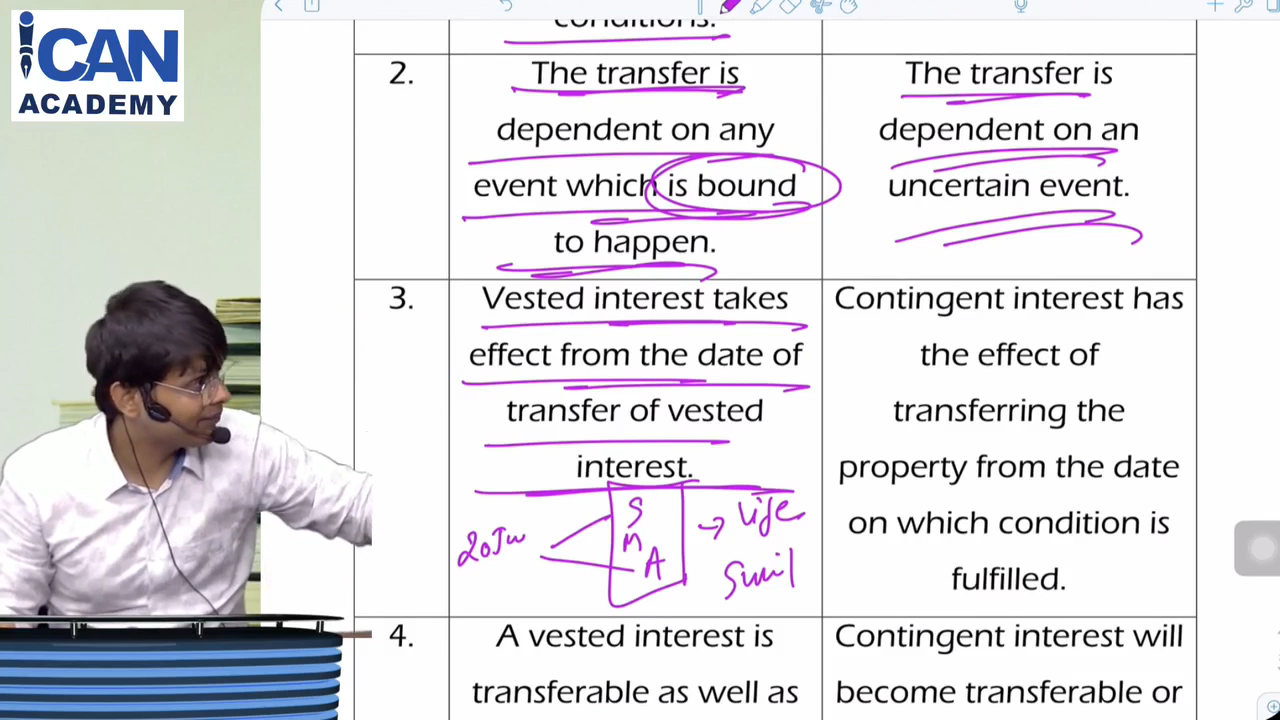 iCAN
ACADEMY
conditions.
2.
The transfer is
dependent on any
event which is bound
to happen.
The transfer is
dependent on an
uncertain event.
3.
Vested interest takes
effect from the date of
transfer of vested
interest.
S
M
A
→ Life
Sunil
Contingent interest has
the effect of
transferring the
property from the date
on which condition is
fulfilled.
4.
A vested interest is
transferable as well as
Contingent interest will
become transferable or